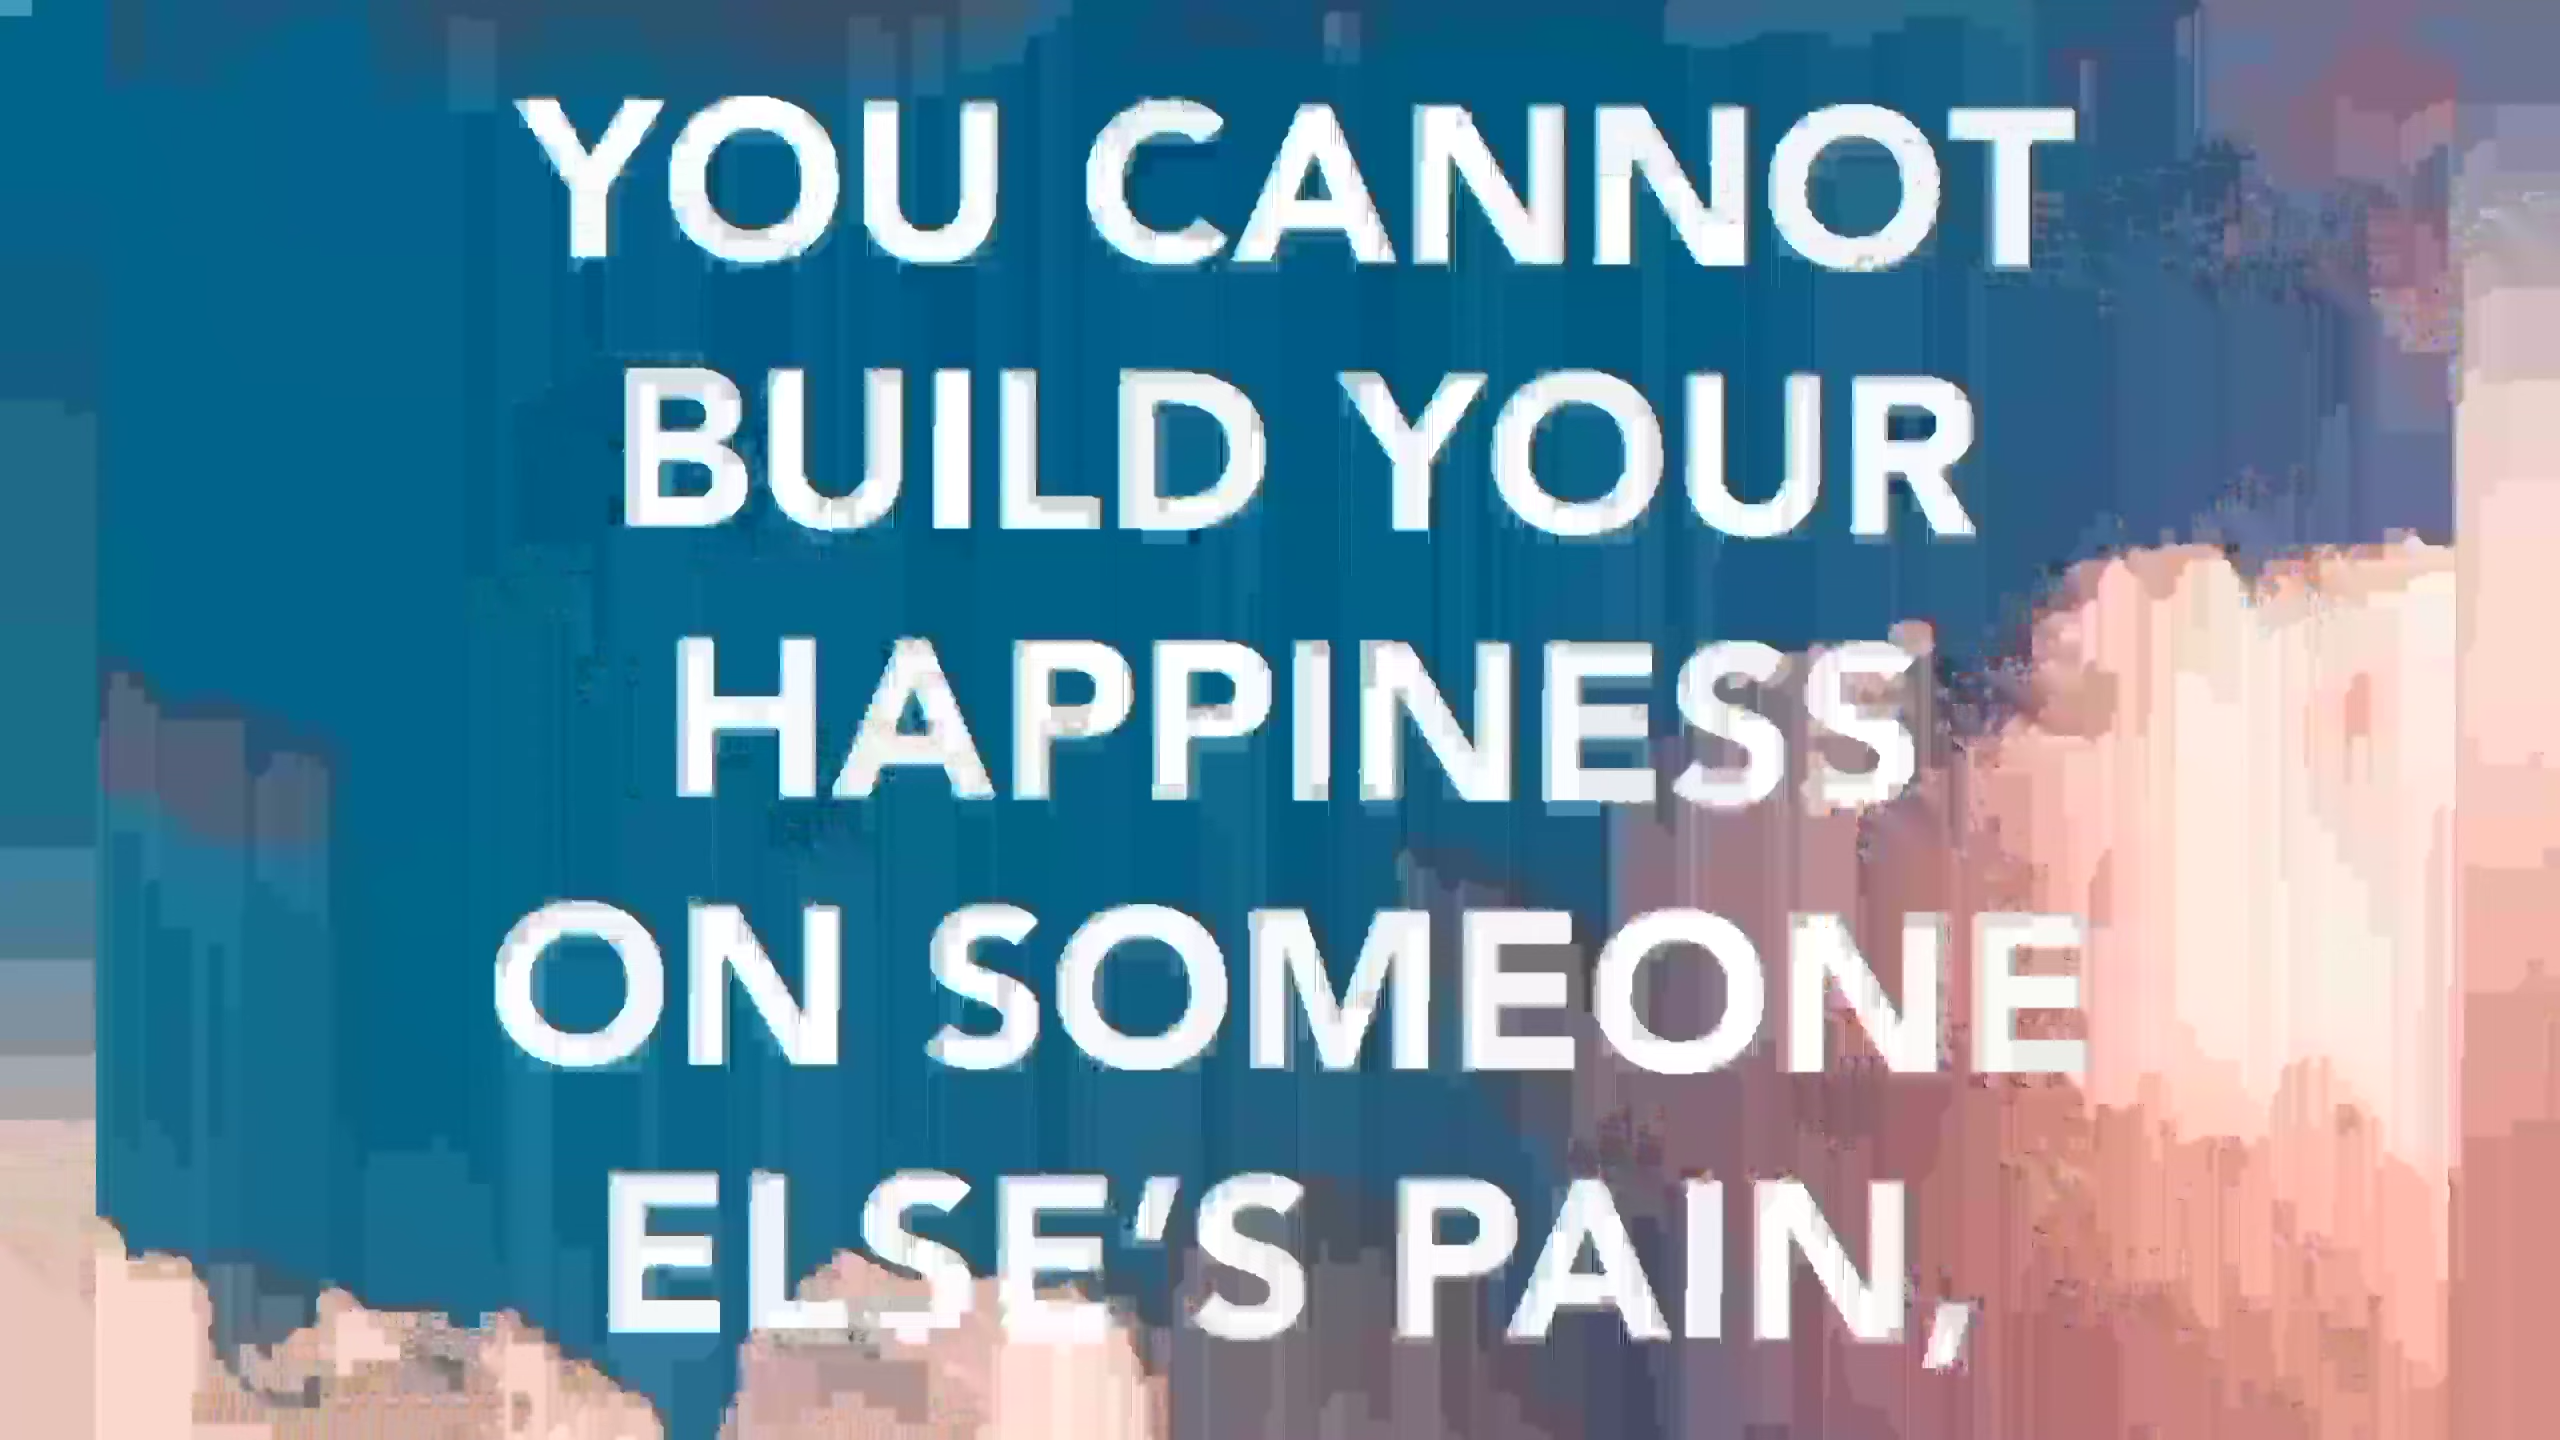 YOU CANNOT
BUILD YOUR
HAPPINESS
ON SOMEONE
ELSE'S PAIN,